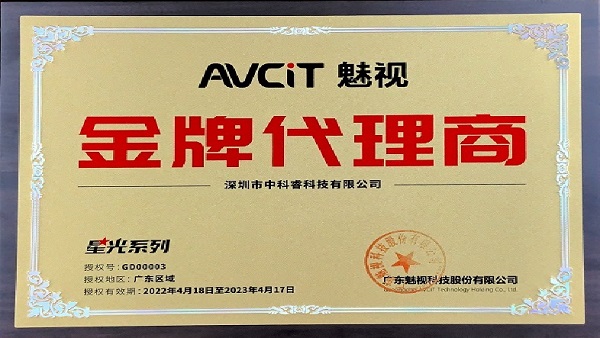 AVCiT 魅视
金牌代理商
深圳市中科睿科技有限公司
星光系列
授权号：GD00003
授权地区：广东区域
授权有效期：2022年4月18日至2023年4月17日
广东魅视科技股份有限公司